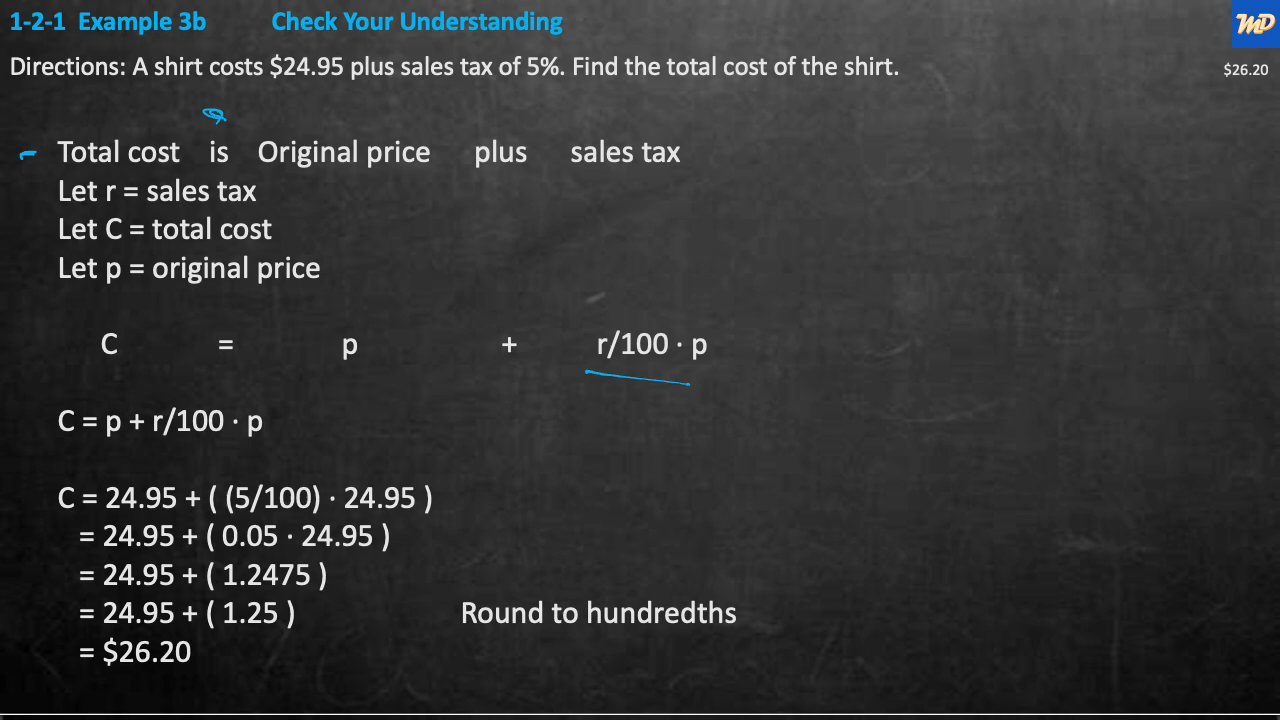 1-2-1 Example 3b Check Your Understanding
MP
Directions: A shirt costs $24.95 plus sales tax of 5%. Find the total cost of the shirt.
$26.20
Total cost is Original price plus sales tax
Let r = sales tax
Let C = total cost
Let p = original price
C = p + r/100 · p
C = p + r/100 · p
C = 24.95 + ( (5/100) · 24.95 )
= 24.95 + ( 0.05 · 24.95 )
= 24.95 + ( 1.2475 )
= 24.95 + ( 1.25 ) Round to hundredths
= $26.20